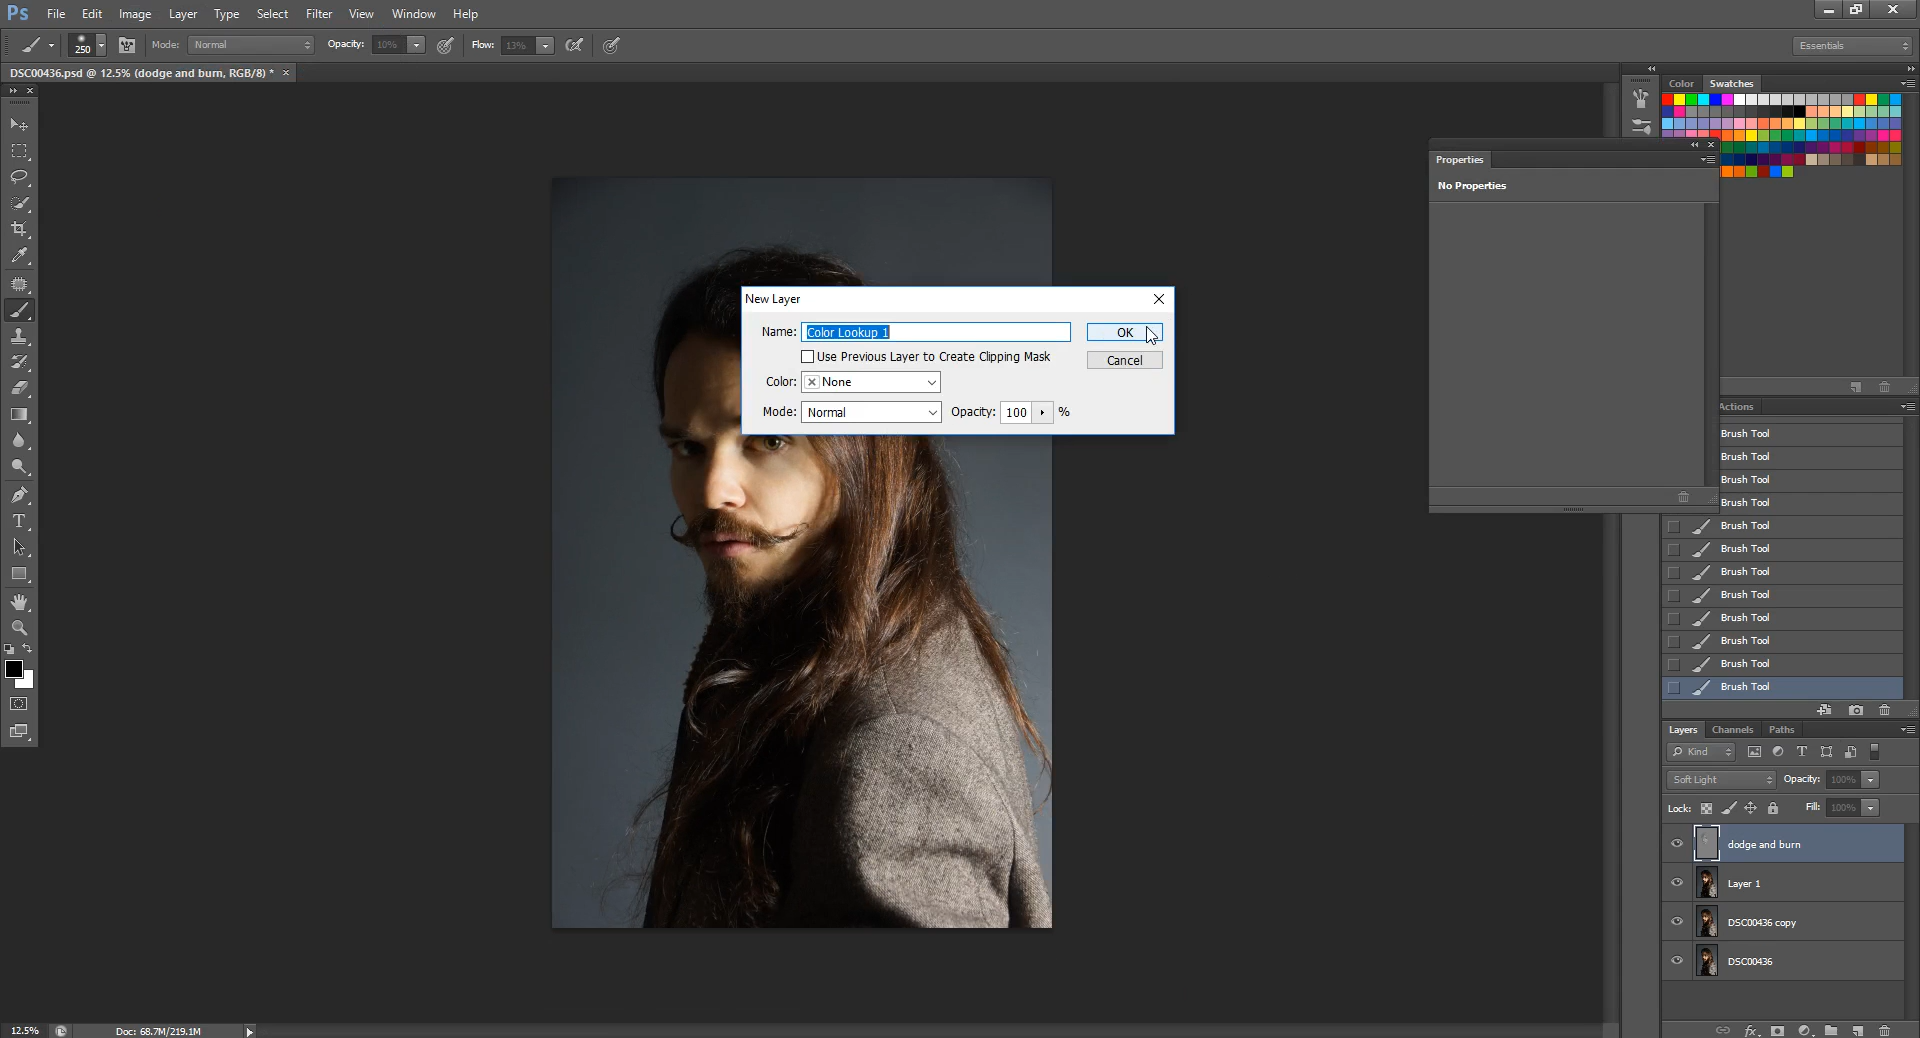 Ps File Edit Image Layer Type Select Filter View Window Help
250 Mode: Normal Opacity: 10% Flow: 13% Essentials
DSC00436.psd @ 12.5% (dodge and burn, RGB/8) *
Color Swatches
Properties
No Properties
New Layer
Name: Color Lookup 1 OK
Use Previous Layer to Create Clipping Mask Cancel
Color: None
Mode: Normal Opacity: 100 %
Actions
Brush Tool
Brush Tool
Brush Tool
Brush Tool
Brush Tool
Brush Tool
Brush Tool
Brush Tool
Brush Tool
Brush Tool
Brush Tool
Brush Tool
Layers Channels Paths
Kind
Soft Light Opacity: 100%
Lock: Fill: 100%
dodge and burn
Layer 1
DSC00436 copy
DSC00436
12.5% Doc: 68.7M/219.1M